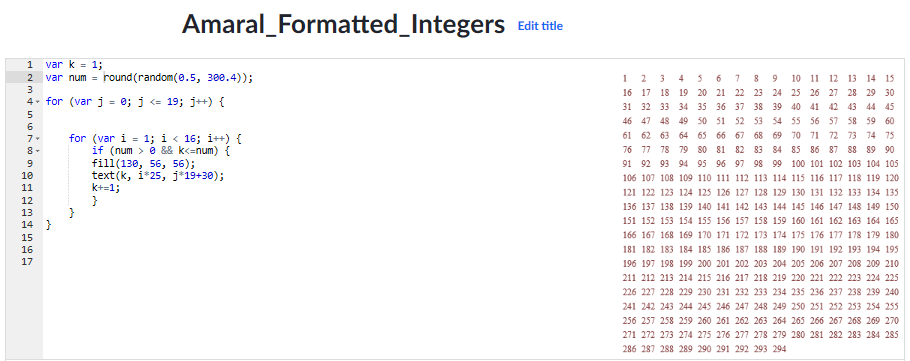 Amaral_Formatted_Integers Edit title
1 var k = 1;
2 var num = round(random(0.5, 300.4));
3
4 for (var j = 0; j <= 19; j++) {
5
6
7 for (var i = 1; i < 16; i++) {
8 if (num > 0 && k<=num) {
9 fill(130, 56, 56);
10 text(k, i*25, j*19+30);
11 k+=1;
12 }
13 }
14 }
15
16
17
1 2 3 4 5 6 7 8 9 10 11 12 13 14 15
16 17 18 19 20 21 22 23 24 25 26 27 28 29 30
31 32 33 34 35 36 37 38 39 40 41 42 43 44 45
46 47 48 49 50 51 52 53 54 55 56 57 58 59 60
61 62 63 64 65 66 67 68 69 70 71 72 73 74 75
76 77 78 79 80 81 82 83 84 85 86 87 88 89 90
91 92 93 94 95 96 97 98 99 100 101 102 103 104 105
106 107 108 109 110 111 112 113 114 115 116 117 118 119 120
121 122 123 124 125 126 127 128 129 130 131 132 133 134 135
136 137 138 139 140 141 142 143 144 145 146 147 148 149 150
151 152 153 154 155 156 157 158 159 160 161 162 163 164 165
166 167 168 169 170 171 172 173 174 175 176 177 178 179 180
181 182 183 184 185 186 187 188 189 190 191 192 193 194 195
196 197 198 199 200 201 202 203 204 205 206 207 208 209 210
211 212 213 214 215 216 217 218 219 220 221 222 223 224 225
226 227 228 229 230 231 232 233 234 235 236 237 238 239 240
241 242 243 244 245 246 247 248 249 250 251 252 253 254 255
256 257 258 259 260 261 262 263 264 265 266 267 268 269 270
271 272 273 274 275 276 277 278 279 280 281 282 283 284 285
286 287 288 289 290 291 292 293 294